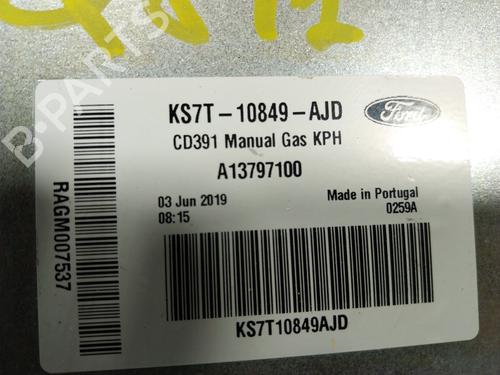 B-PARTS
KS7T-10849-AJD
Ford
CD391 Manual Gas KPH
A13797100
03 Jun 2019
08:15
Made in Portugal
0259A
RAGM007537
KS7T10849AJD